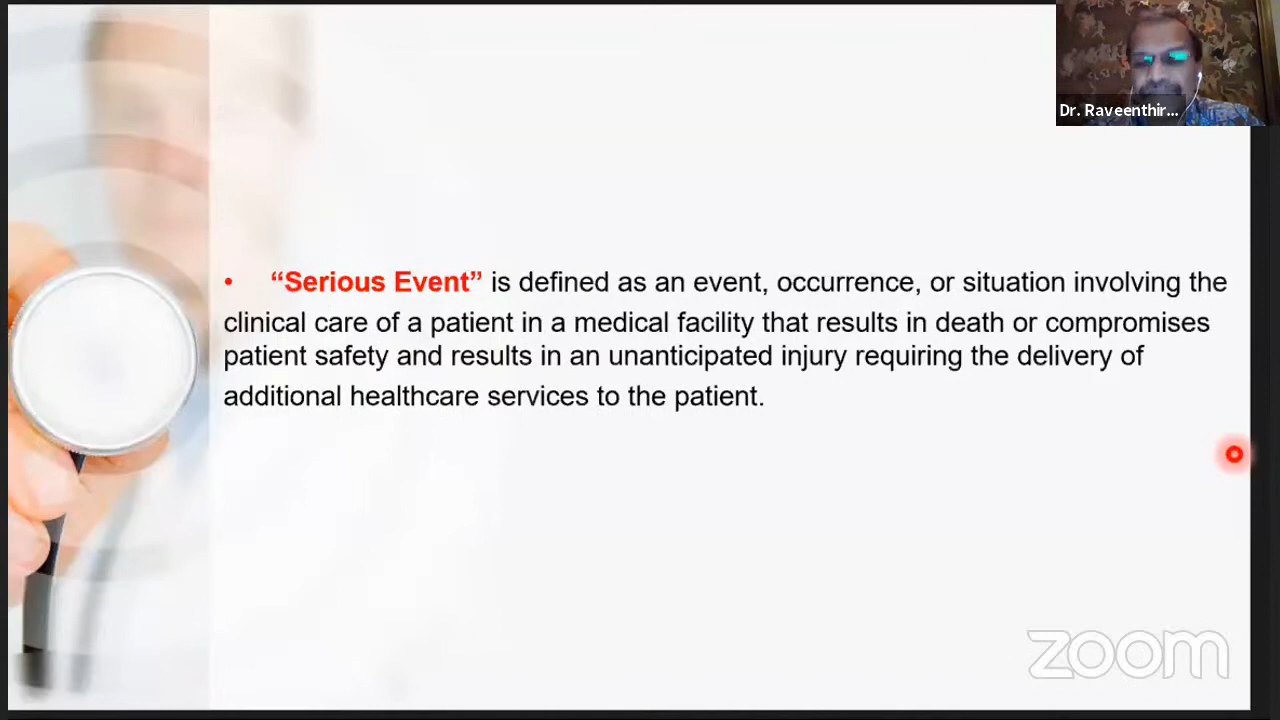 Dr. Raveenthir...
• “Serious Event” is defined as an event, occurrence, or situation involving the
clinical care of a patient in a medical facility that results in death or compromises
patient safety and results in an unanticipated injury requiring the delivery of
additional healthcare services to the patient.
zoom